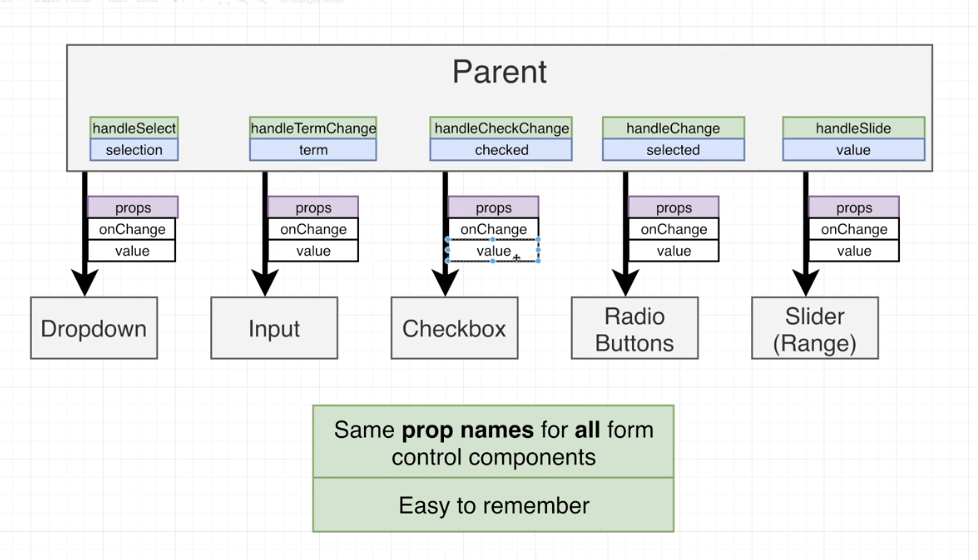 Parent
handleSelect
selection
handleTermChange
term
handleCheckChange
checked
handleChange
selected
handleSlide
value
props
onChange
value
props
onChange
value
props
onChange
value
props
onChange
value
props
onChange
value
Dropdown
Input
Checkbox
Radio
Buttons
Slider
(Range)
Same prop names for all form
control components
Easy to remember